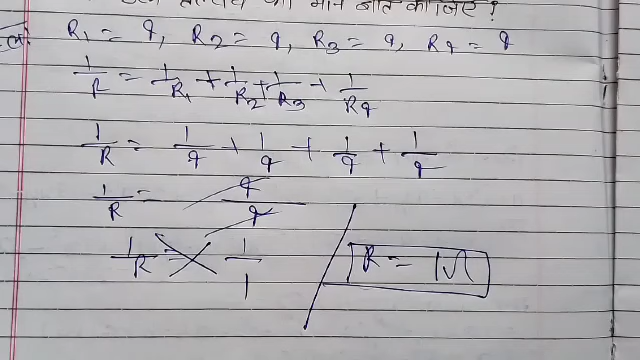 मान ज्ञात कीजिए?
हल R₁ = 4, R₂ = 4, R₃ = 4, R₄ = 4
1/R = 1/R₁ + 1/R₂ + 1/R₃ + 1/R₄
1/R = 1/4 + 1/4 + 1/4 + 1/4
1/R = 4/4
1/R = 1/1
R = 1Ω